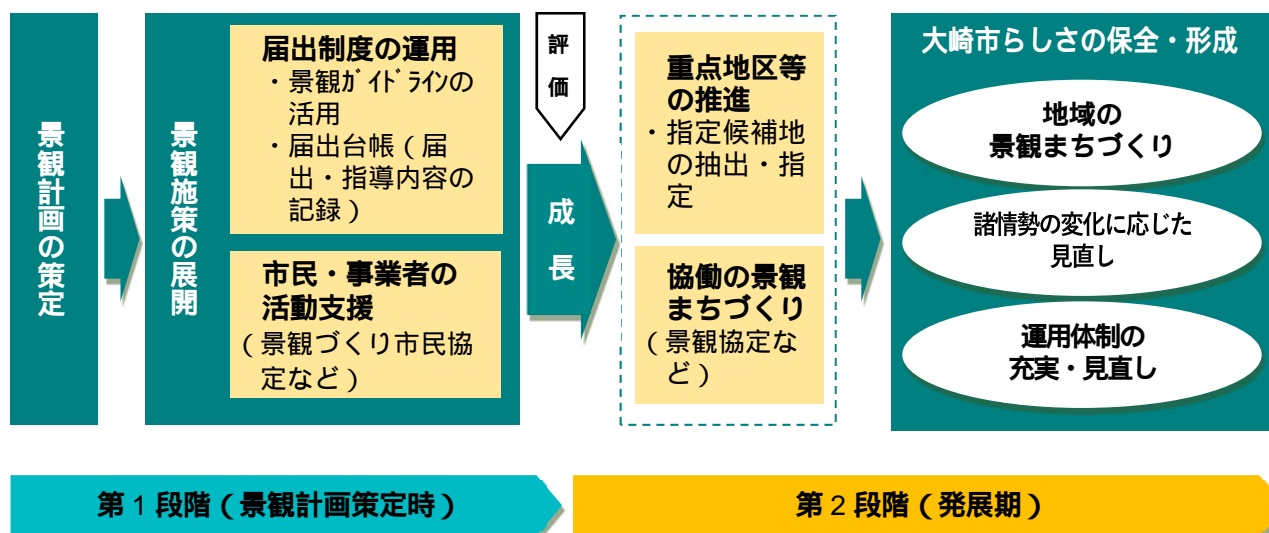 景観計画の策定
景観施策の展開
届出制度の運用
・景観ｶﾞｲﾄﾞﾗｲﾝの
活用
・届出台帳（届
出・指導内容の
記録）
市民・事業者の
活動支援
（景観づくり市民協
定など）
評
価
成
長
重点地区等
の推進
・指定候補地
の抽出・指
定
協働の景観
まちづくり
（景観協定な
ど）
大崎市らしさの保全・形成
地域の
景観まちづくり
諸情勢の変化に応じた
見直し
運用体制の
充実・見直し
第１段階（景観計画策定時）
第２段階（発展期）